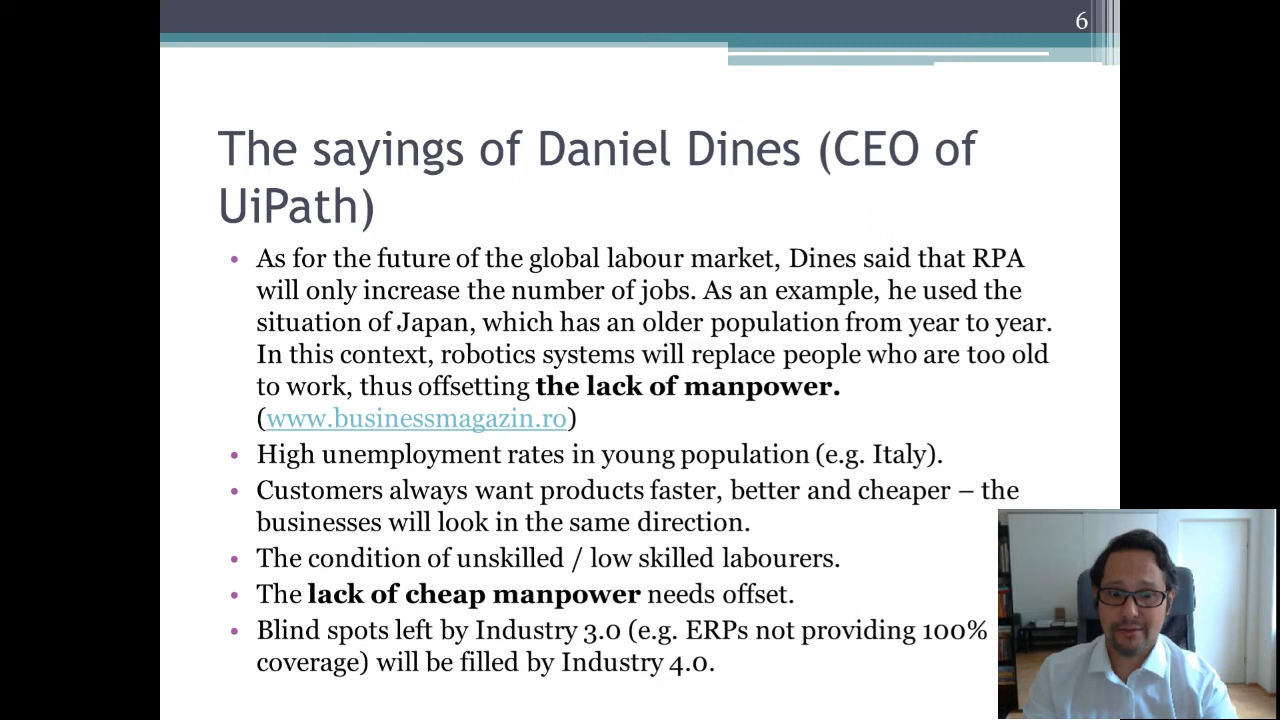 6
The sayings of Daniel Dines (CEO of
UiPath)
• As for the future of the global labour market, Dines said that RPA
will only increase the number of jobs. As an example, he used the
situation of Japan, which has an older population from year to year.
In this context, robotics systems will replace people who are too old
to work, thus offsetting the lack of manpower.
(www.businessmagazin.ro)
• High unemployment rates in young population (e.g. Italy).
• Customers always want products faster, better and cheaper – the
businesses will look in the same direction.
• The condition of unskilled / low skilled labourers.
• The lack of cheap manpower needs offset.
• Blind spots left by Industry 3.0 (e.g. ERPs not providing 100%
coverage) will be filled by Industry 4.0.